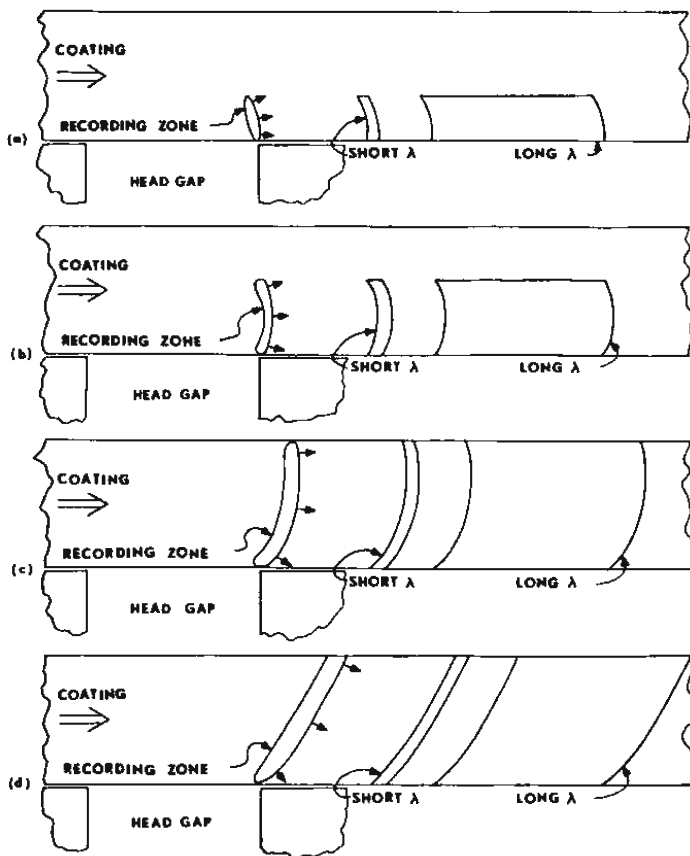 COATING
RECORDING ZONE
(a)
SHORT λ
LONG λ
HEAD GAP
COATING
RECORDING ZONE
(b)
SHORT λ
LONG λ
HEAD GAP
COATING
RECORDING ZONE
(c)
SHORT λ
LONG λ
HEAD GAP
COATING
RECORDING ZONE
(d)
SHORT λ
LONG λ
HEAD GAP